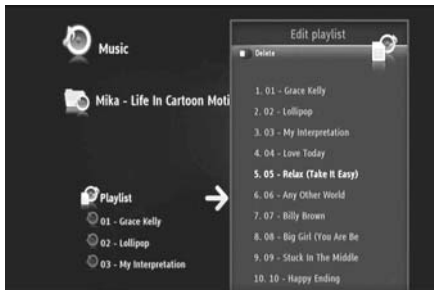 Music
Mika - Life In Cartoon Moti
Playlist
01 - Grace Kelly
02 - Lollipop
03 - My Interpretation
Edit playlist
Delete
1. 01 - Grace Kelly
2. 02 - Lollipop
3. 03 - My Interpretation
4. 04 - Love Today
5. 05 - Relax (Take It Easy)
6. 06 - Any Other World
7. 07 - Billy Brown
8. 08 - Big Girl (You Are Be
9. 09 - Stuck In The Middle
10. 10 - Happy Ending